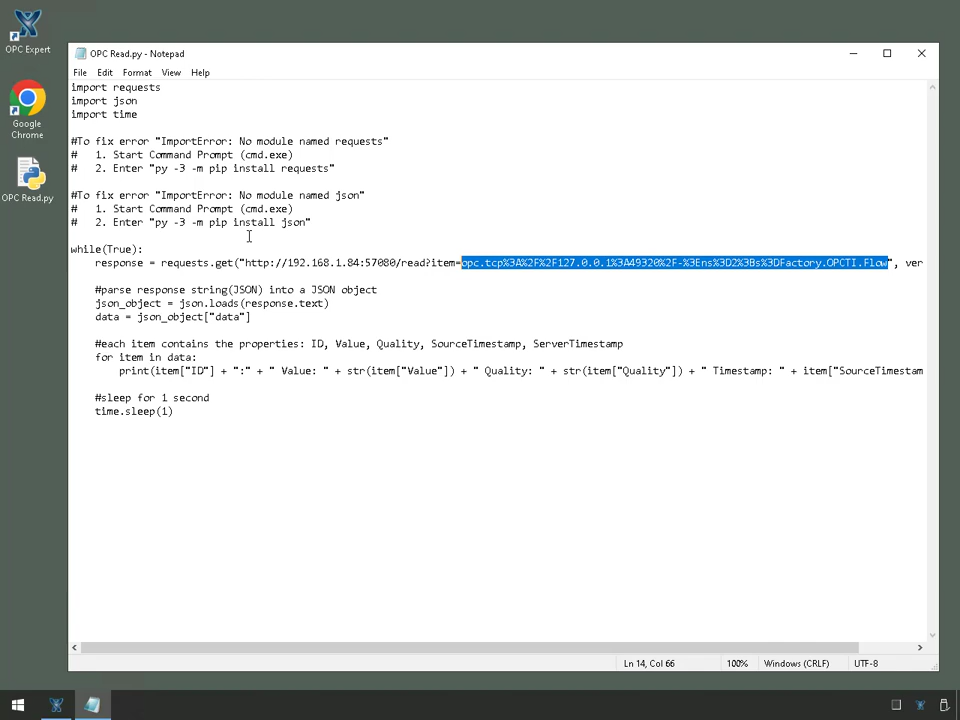 OPC Expert
Google
Chrome
OPC Read.py
OPC Read.py - Notepad
File Edit Format View Help
import requests
import json
import time
#To fix error "ImportError: No module named requests"
#   1. Start Command Prompt (cmd.exe)
#   2. Enter "py -3 -m pip install requests"
#To fix error "ImportError: No module named json"
#   1. Start Command Prompt (cmd.exe)
#   2. Enter "py -3 -m pip install json"
while(True):
    response = requests.get("http://192.168.1.84:57080/read?item=opc.tcp%3A%2F%2F127.0.0.1%3A49320%2F-%3Ens%3D2%3Bs%3DFactory.OPCTI.Flow", ver
    #parse response string(JSON) into a JSON object
    json_object = json.loads(response.text)
    data = json_object["data"]
    #each item contains the properties: ID, Value, Quality, SourceTimestamp, ServerTimestamp
    for item in data:
        print(item["ID"] + ":" + " Value: " + str(item["Value"]) + " Quality: " + str(item["Quality"]) + " Timestamp: " + item["SourceTimestam
    #sleep for 1 second
    time.sleep(1)
Ln 14, Col 66 100% Windows (CRLF) UTF-8